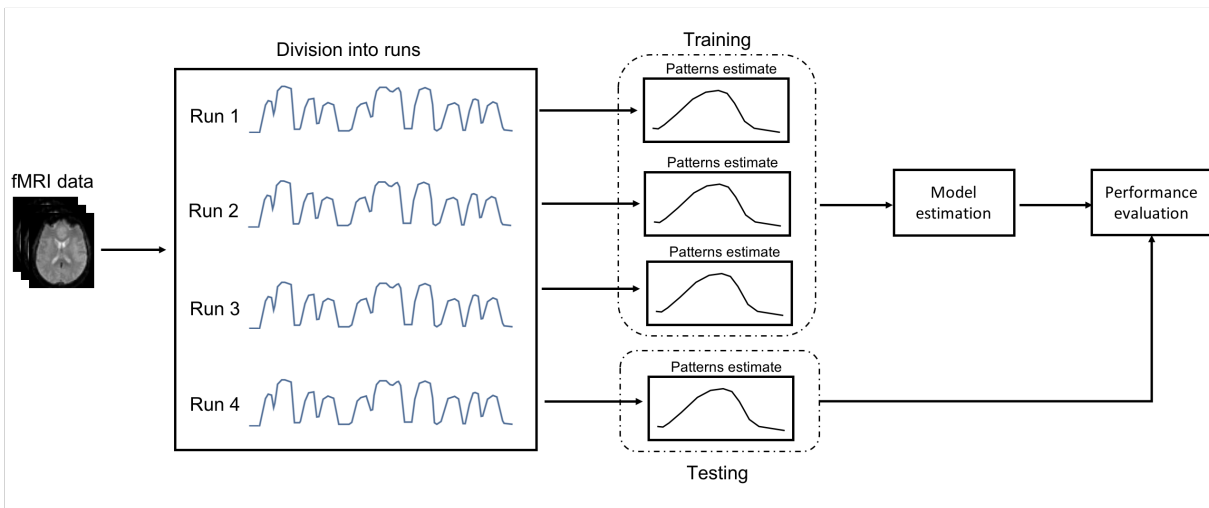 fMRI data
Division into runs
Run 1
Run 2
Run 3
Run 4
Training
Patterns estimate
Patterns estimate
Patterns estimate
Patterns estimate
Testing
Model
estimation
Performance
evaluation